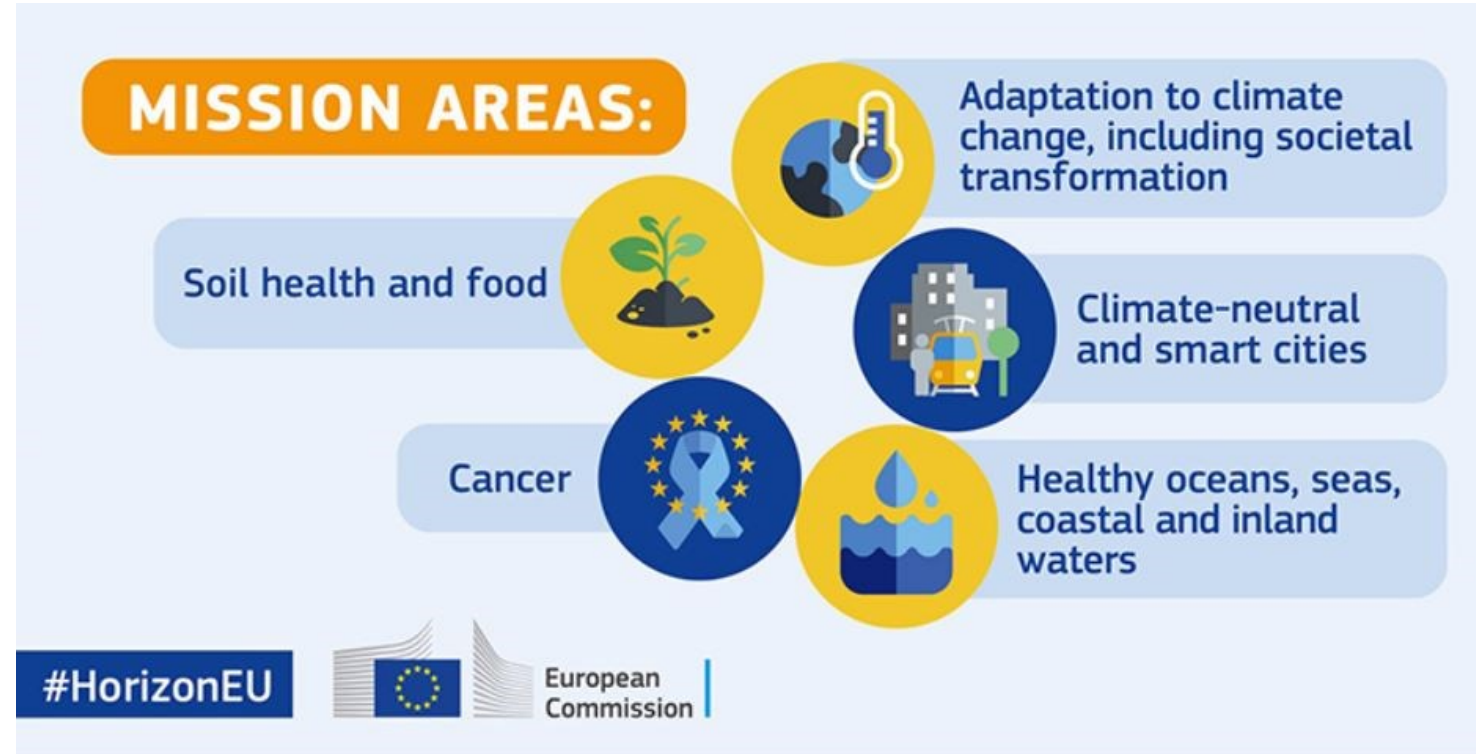 MISSION AREAS:
Adaptation to climate
change, including societal
transformation
Soil health and food
Climate-neutral
and smart cities
Cancer
Healthy oceans, seas,
coastal and inland
waters
#HorizonEU
European
Commission